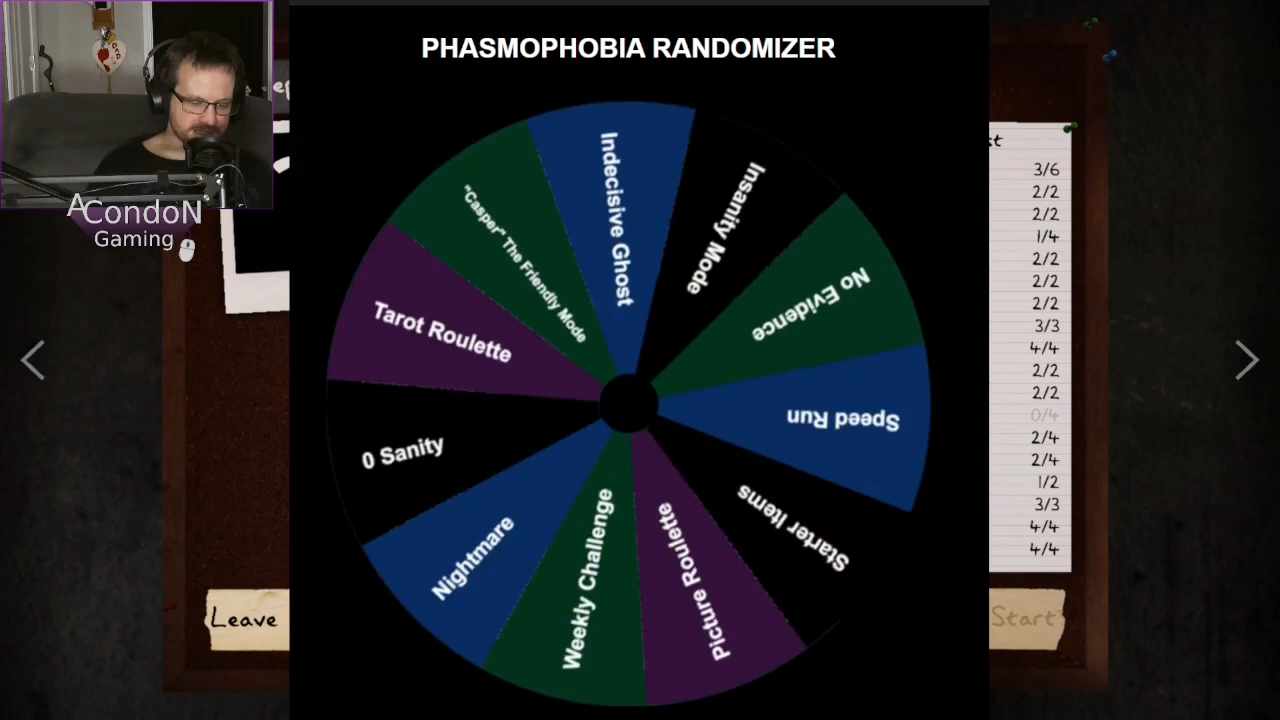 PHASMOPHOBIA RANDOMIZER
Indecisive Ghost
Insanity Mode
No Evidence
Speed Run
Starter Items
Picture Roulette
Weekly Challenge
Nightmare
0 Sanity
Tarot Roulette
"Casper" The Friendly Mode
ACondoN
Gaming
st
3/6
2/2
2/2
1/4
2/2
2/2
2/2
3/3
4/4
2/2
2/2
0/4
2/4
2/4
1/2
3/3
4/4
4/4
Leave
Start